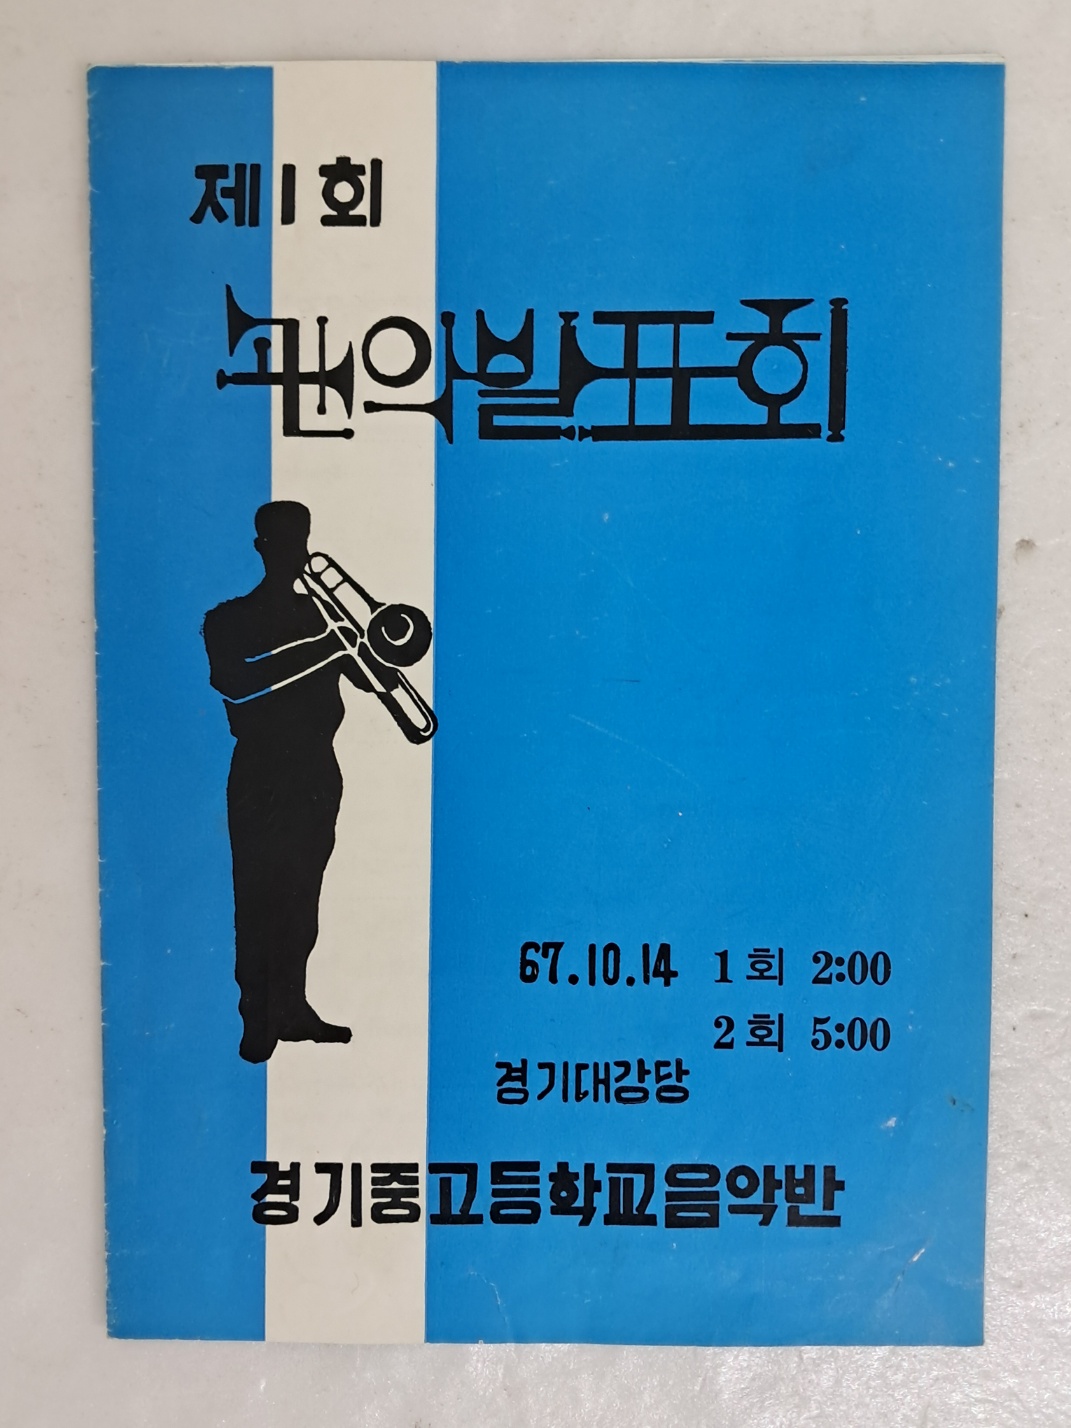 제1회
관악발표회
67.10.14 1회 2:00
2회 5:00
경기대강당
경기중고등학교음악반